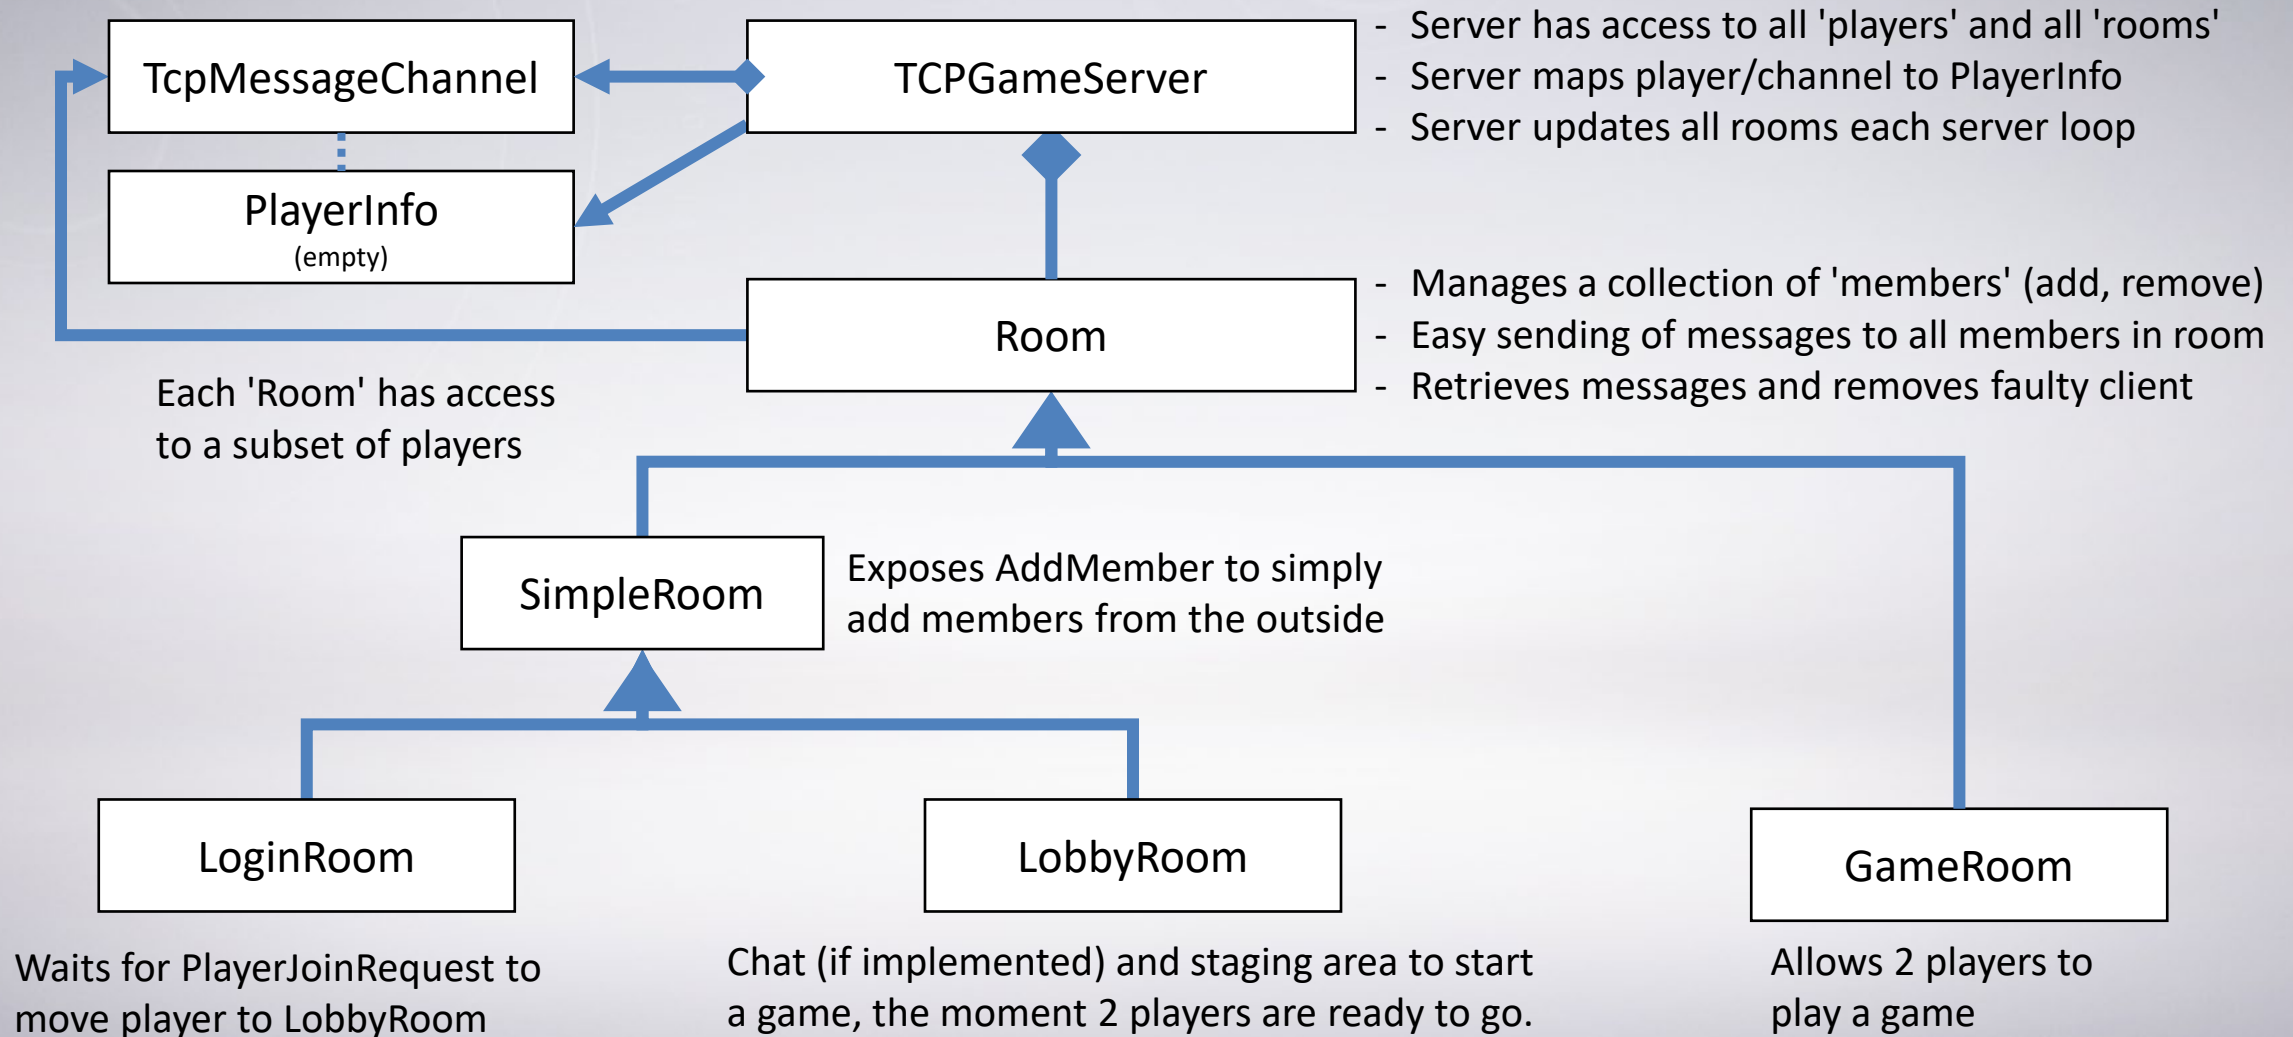 TcpMessageChannel
TCPGameServer
- Server has access to all 'players' and all 'rooms'
- Server maps player/channel to PlayerInfo
- Server updates all rooms each server loop
PlayerInfo
(empty)
Room
- Manages a collection of 'members' (add, remove)
- Easy sending of messages to all members in room
- Retrieves messages and removes faulty client
Each 'Room' has access
to a subset of players
SimpleRoom
Exposes AddMember to simply
add members from the outside
LoginRoom
LobbyRoom
GameRoom
Waits for PlayerJoinRequest to
move player to LobbyRoom
Chat (if implemented) and staging area to start
a game, the moment 2 players are ready to go.
Allows 2 players to
play a game